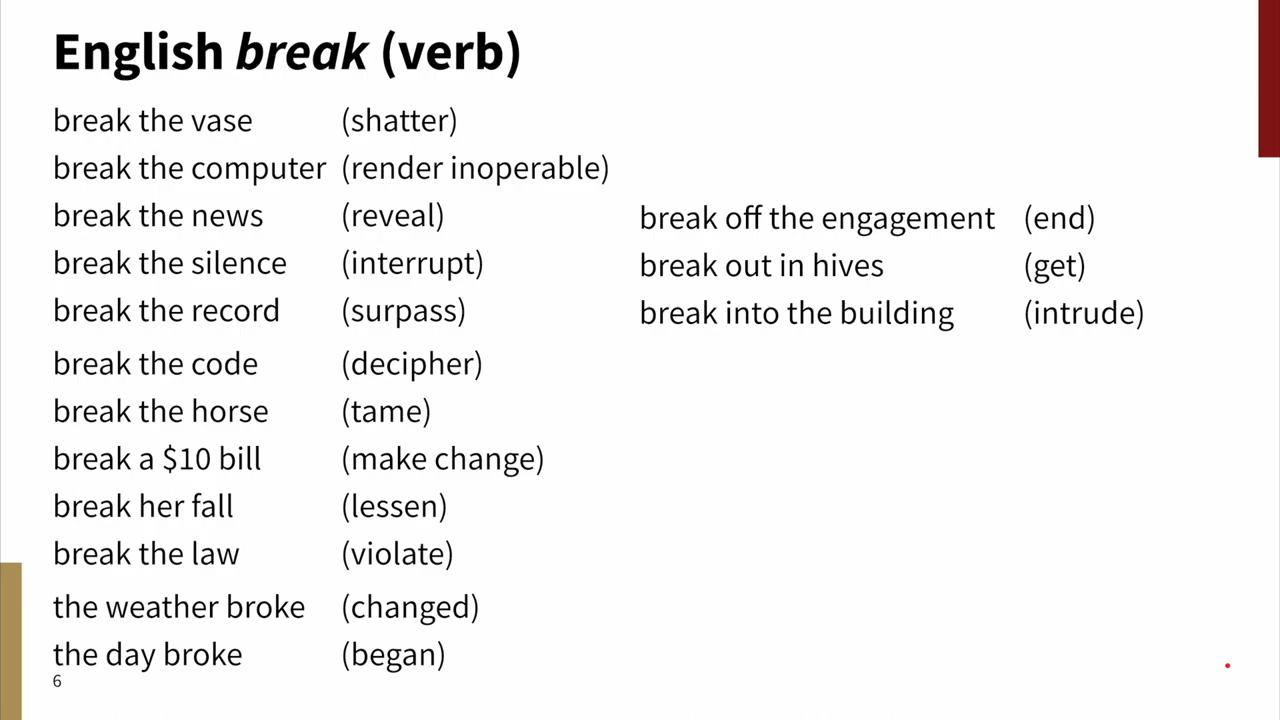 English break (verb)
break the vase (shatter)
break the computer (render inoperable)
break the news (reveal)
break the silence (interrupt)
break the record (surpass)
break the code (decipher)
break the horse (tame)
break a $10 bill (make change)
break her fall (lessen)
break the law (violate)
the weather broke (changed)
the day broke (began)
break off the engagement (end)
break out in hives (get)
break into the building (intrude)
6